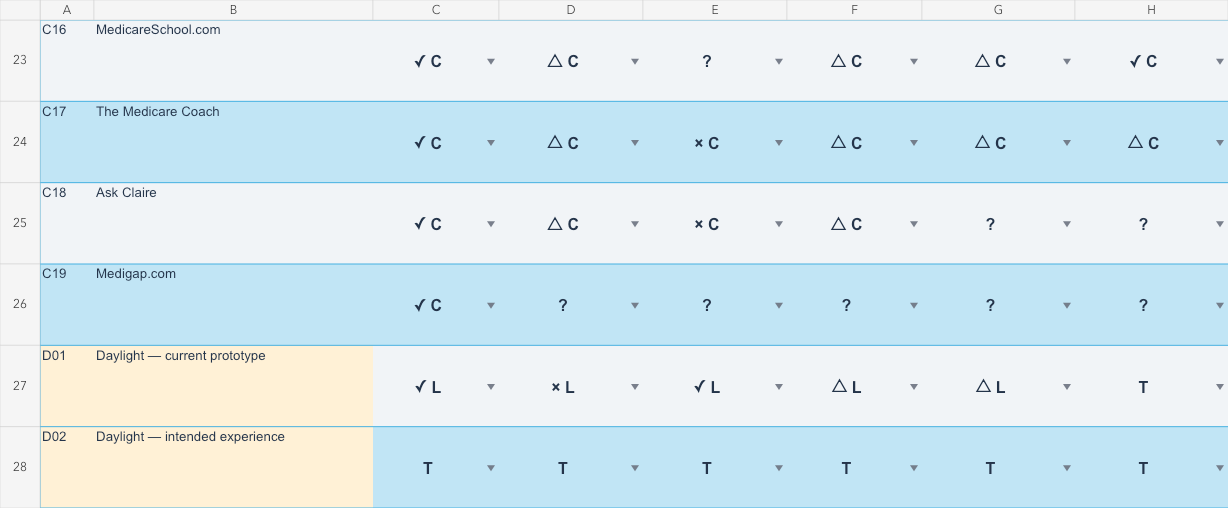 A B C D E F G H
C16 MedicareSchool.com
23 ✓ C △ C ? △ C △ C ✓ C
C17 The Medicare Coach
24 ✓ C △ C × C △ C △ C △ C
C18 Ask Claire
25 ✓ C △ C × C △ C ? ?
C19 Medigap.com
26 ✓ C ? ? ? ? ?
D01 Daylight — current prototype
27 ✓ L × L ✓ L △ L △ L T
D02 Daylight — intended experience
28 T T T T T T